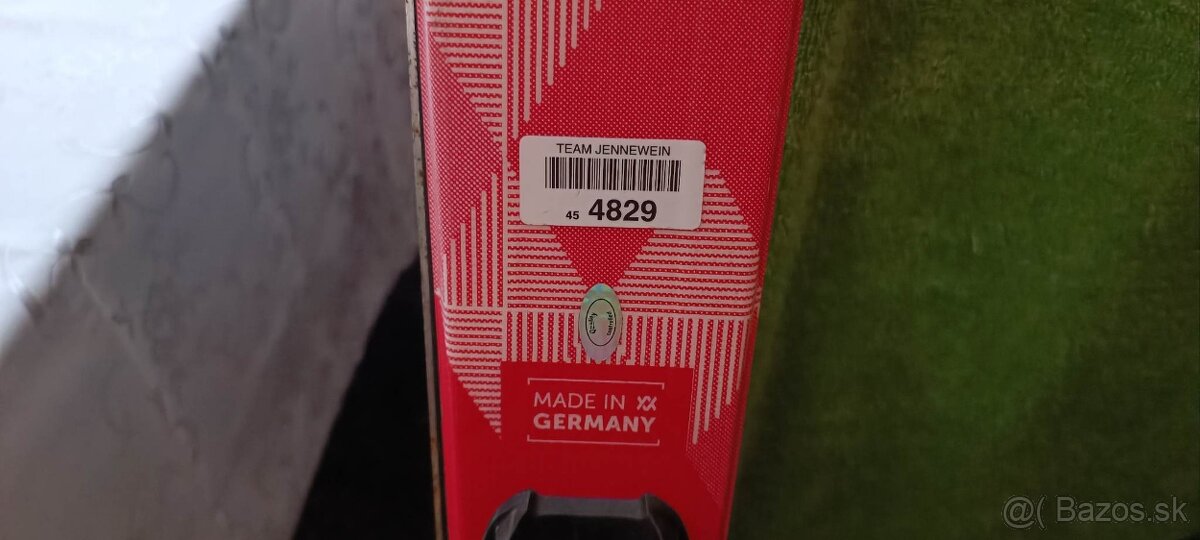 TEAM JENNEWEIN
45 4829
MADE IN
GERMANY
@( Bazos.sk